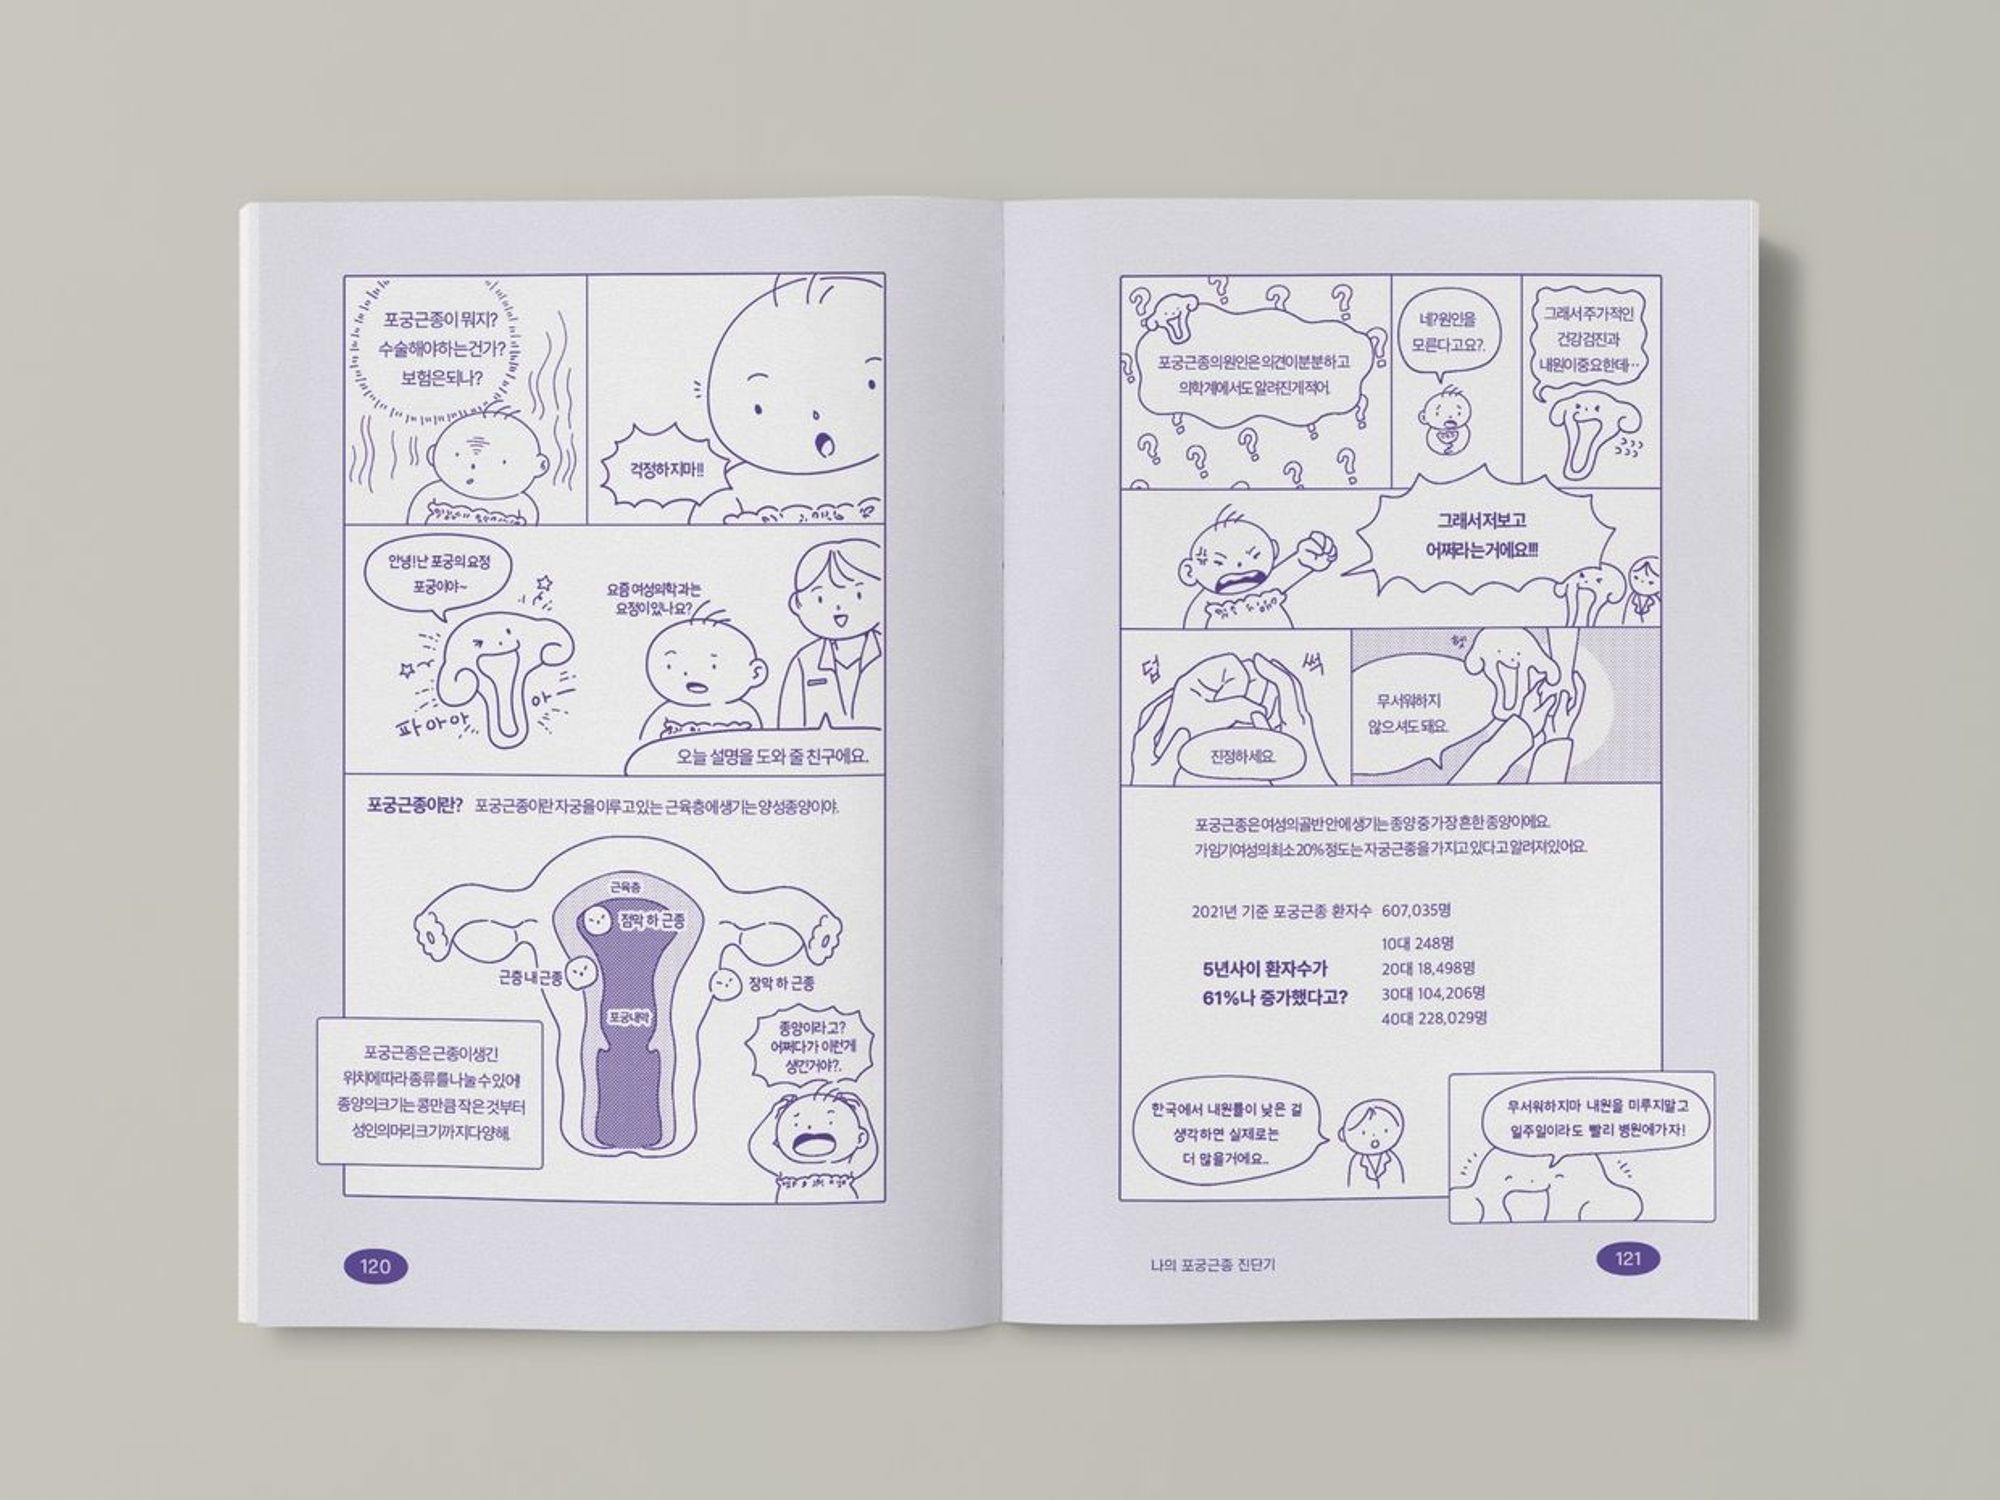 포궁근종이 뭐지?
수술해야하는건가?
보험은되나?
걱정하지마!!
안녕!난 포궁의 요정
포궁이야~
파 아 아
아
요즘 여성의학과는
요정이있나요?
오늘 설명을 도와 줄 친구에요.
포궁근종이란? 포궁근종이란 자궁을 이루고 있는 근육층에 생기는 양성종양이야.
근육층
점막 하 근종
근층 내 근종
장막 하 근종
포궁내막
포궁근종은 근종이 생긴
위치에 따라 종류를 나눌 수 있어!
종양의 크기는 콩만큼 작은 것부터
성인의 머리 크기까지 다양해.
종양이라고?
어쩌다가 이런게
생긴거야?.
120
포궁근종의 원인은 의견이 분분하고
의학계에서도 알려진게 적어.
네?원인을
모른다고요?.
그래서 주기적인
건강검진과
내원이 중요한데··
그래서 저보고
어쩌라는거에요!!!
덥
썩
진정하세요.
헛
무서워하지
않으셔도 돼요.
포궁근종은 여성의 골반 안에 생기는 종양 중 가장 흔한 종양이에요.
가임기 여성의 최소 20% 정도는 자궁근종을 가지고 있다고 알려져있어요.
2021년 기준 포궁근종 환자수 607,035명
10대 248명
20대 18,498명
30대 104,206명
40대 228,029명
5년사이 환자수가
61%나 증가했다고?
한국에서 내원률이 낮은 걸
생각하면 실제로는
더 많을거에요..
무서워하지마 내원을 미루지말고
일주일이라도 빨리 병원에가자!
나의 포궁근종 진단기
121